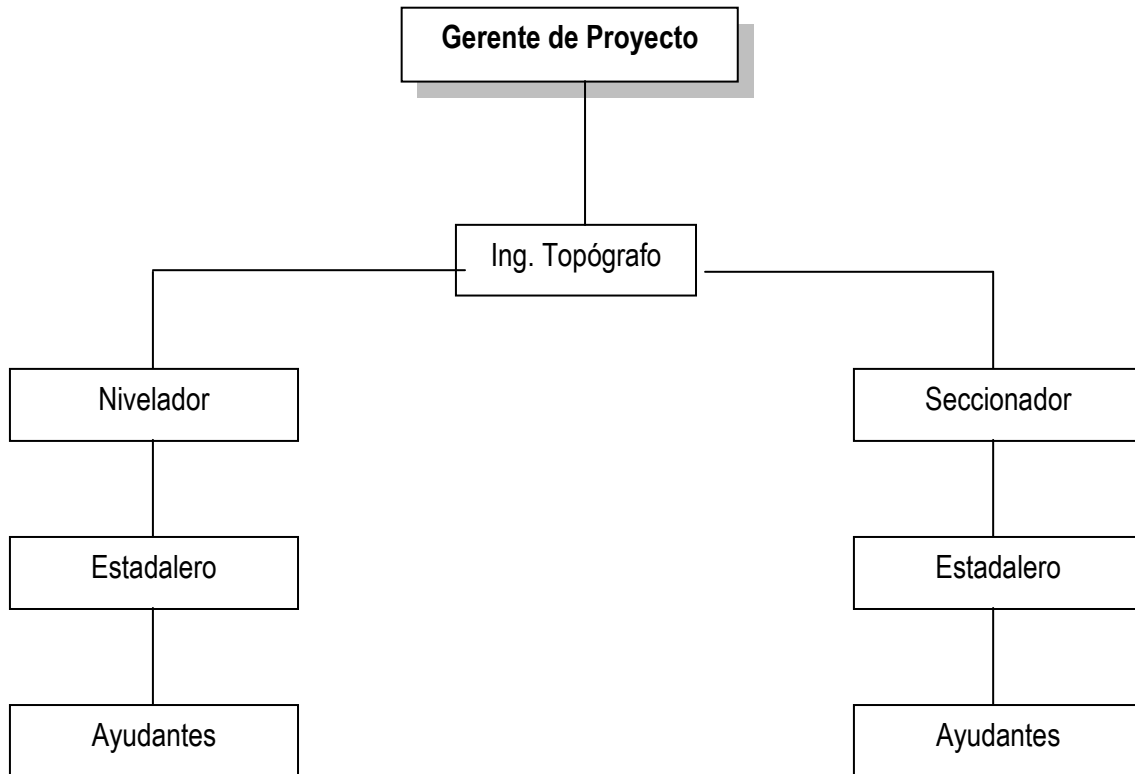 Gerente de Proyecto
Ing. Topógrafo
Nivelador
Seccionador
Estadalero
Estadalero
Ayudantes
Ayudantes